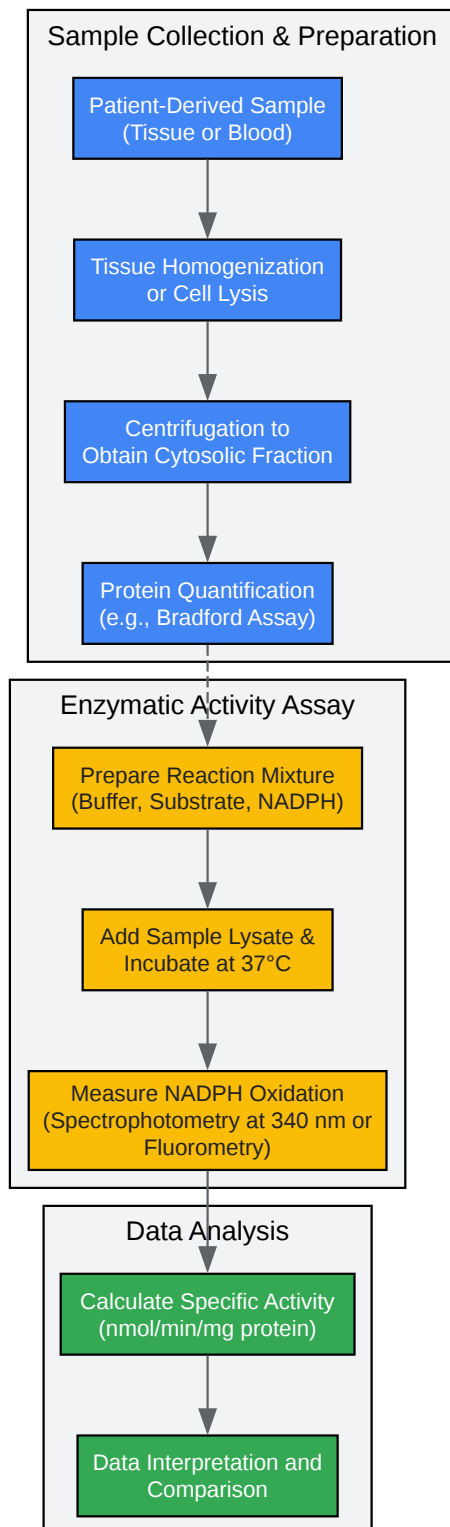 Sample Collection & Preparation
Patient-Derived Sample
(Tissue or Blood)
Tissue Homogenization
or Cell Lysis
Centrifugation to
Obtain Cytosolic Fraction
Protein Quantification
(e.g., Bradford Assay)
Enzymatic Activity Assay
Prepare Reaction Mixture
(Buffer, Substrate, NADPH)
Add Sample Lysate &
Incubate at 37°C
Measure NADPH Oxidation
(Spectrophotometry at 340 nm or
Fluorometry)
Data Analysis
Calculate Specific Activity
(nmol/min/mg protein)
Data Interpretation and
Comparison